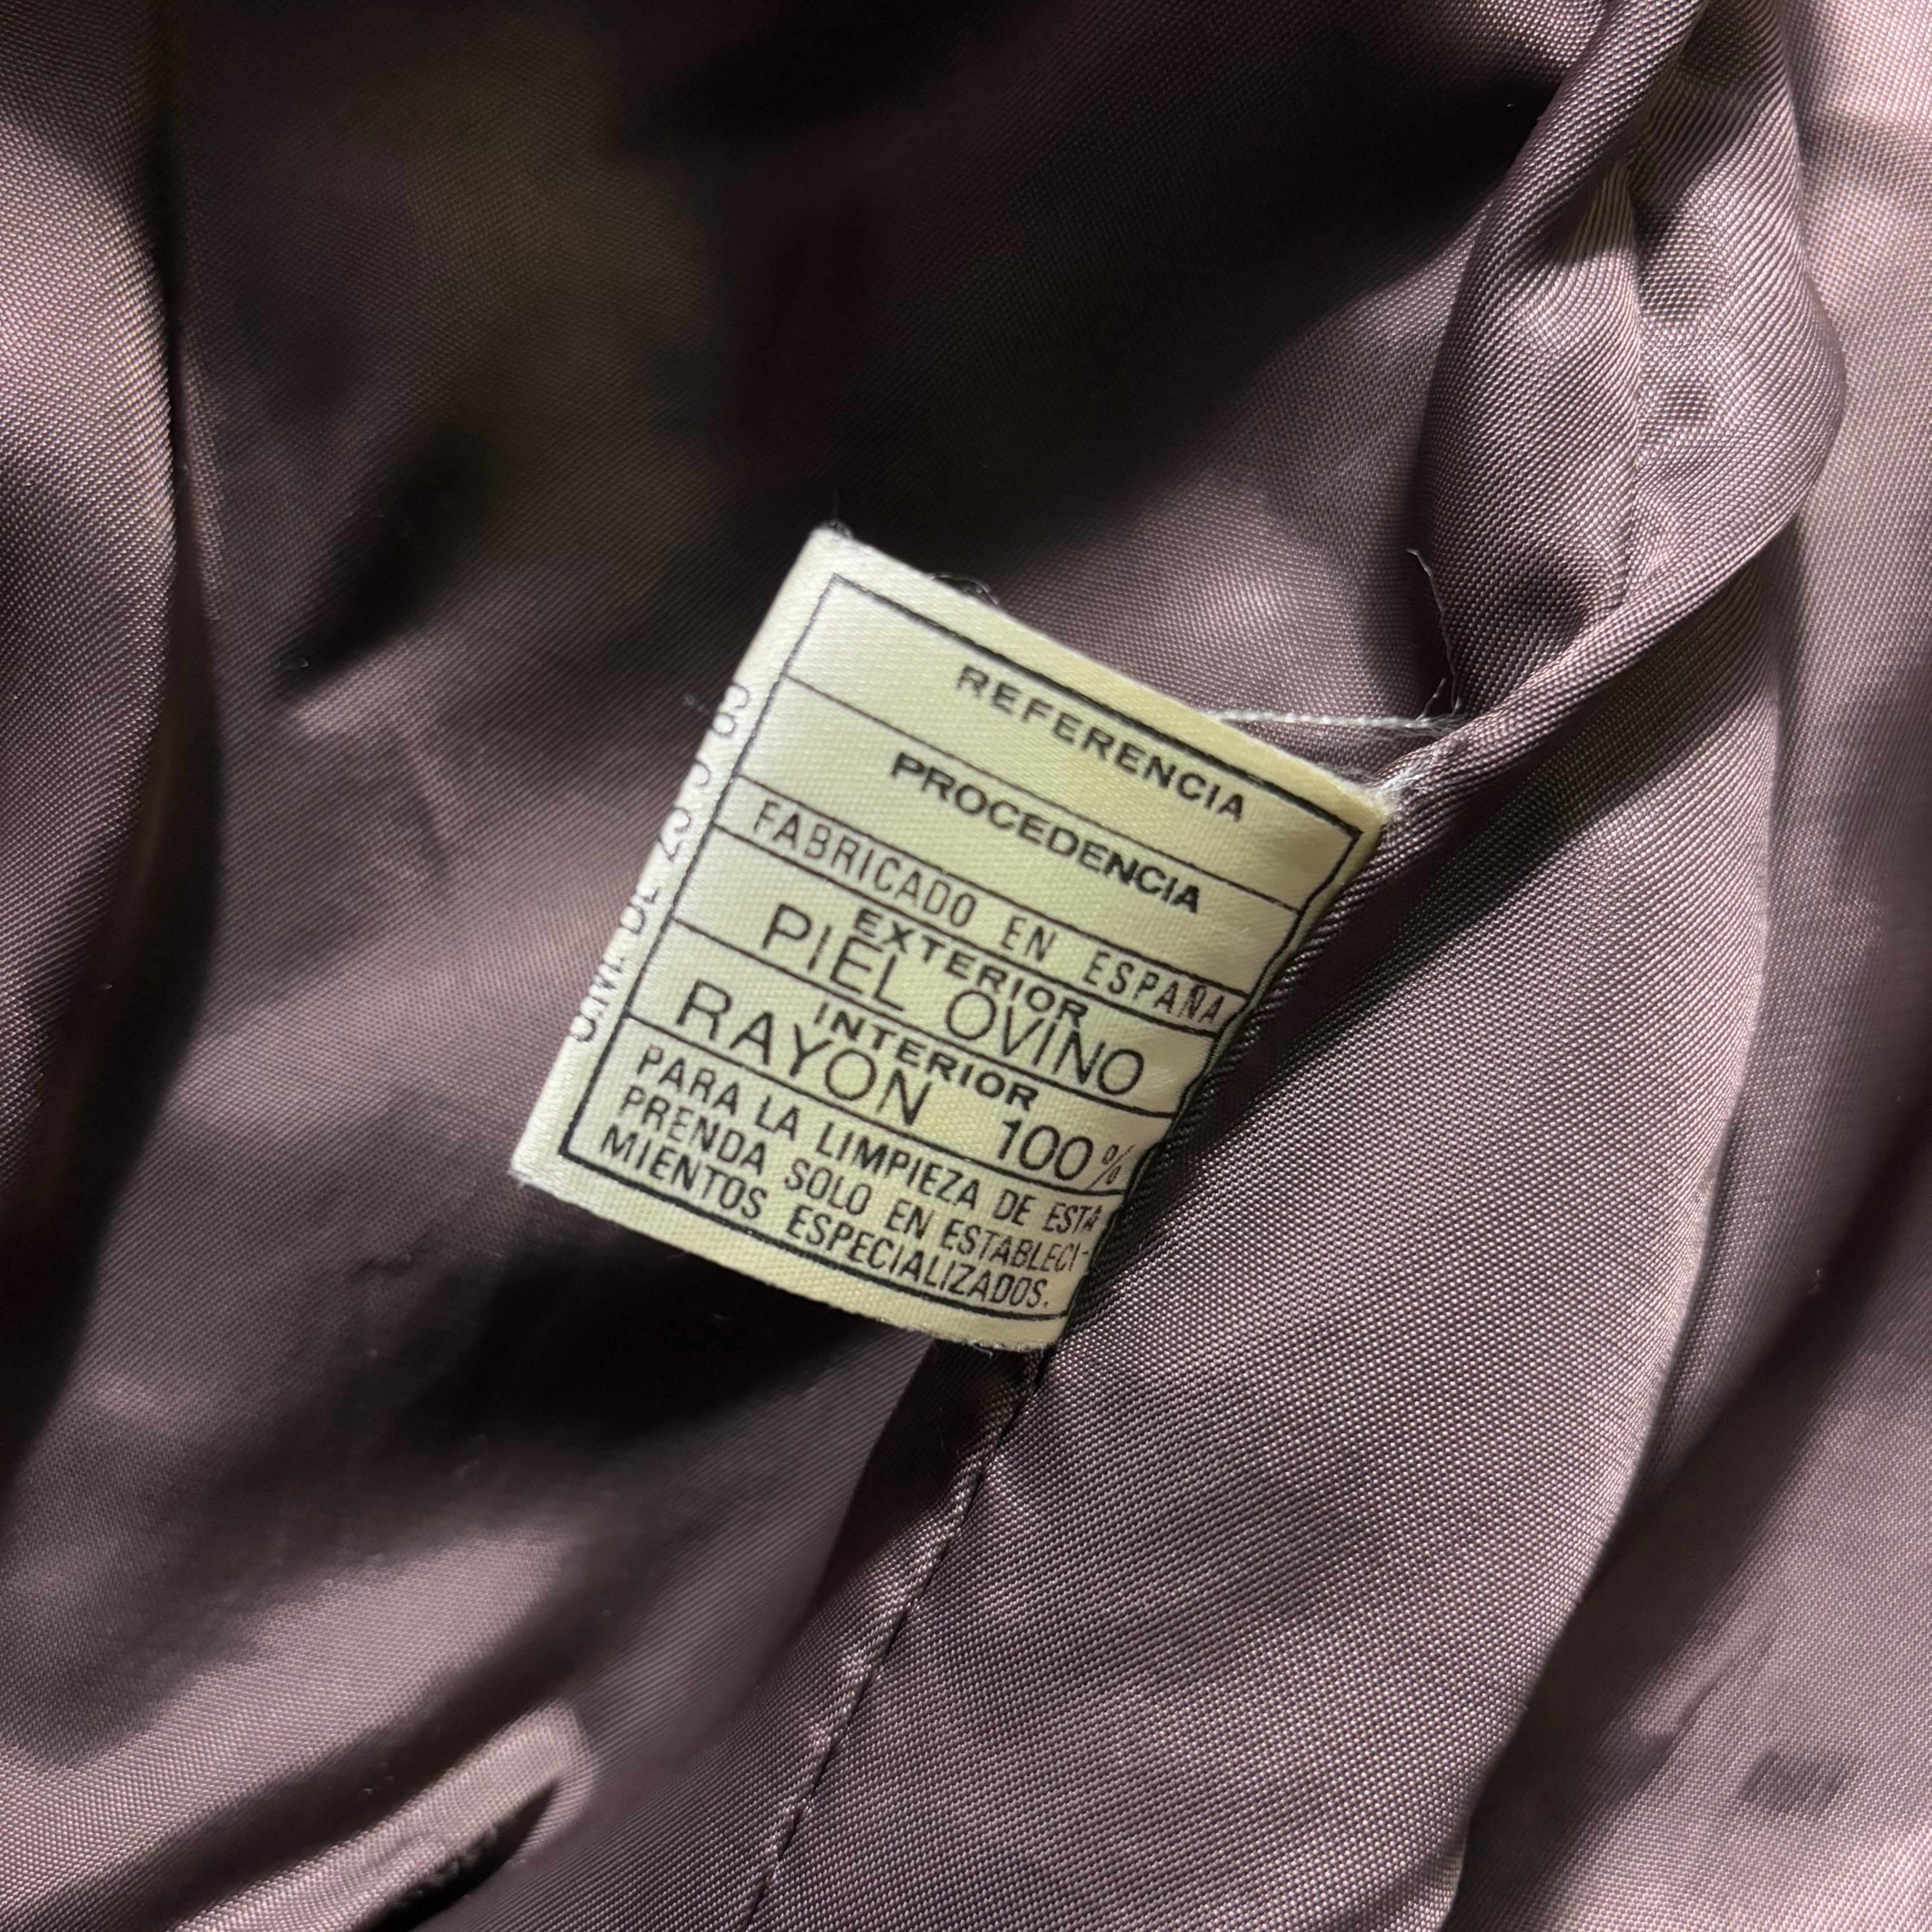 REFERENCIA
PROCEDENCIA
FABRICADO EN ESPAÑA
EXTERIOR
PIEL OVINO
INTERIOR
RAYON 100%
PARA LA LIMPIEZA DE ESTA
PRENDA SOLO EN ESTABLECI-
MIENTOS ESPECIALIZADOS.